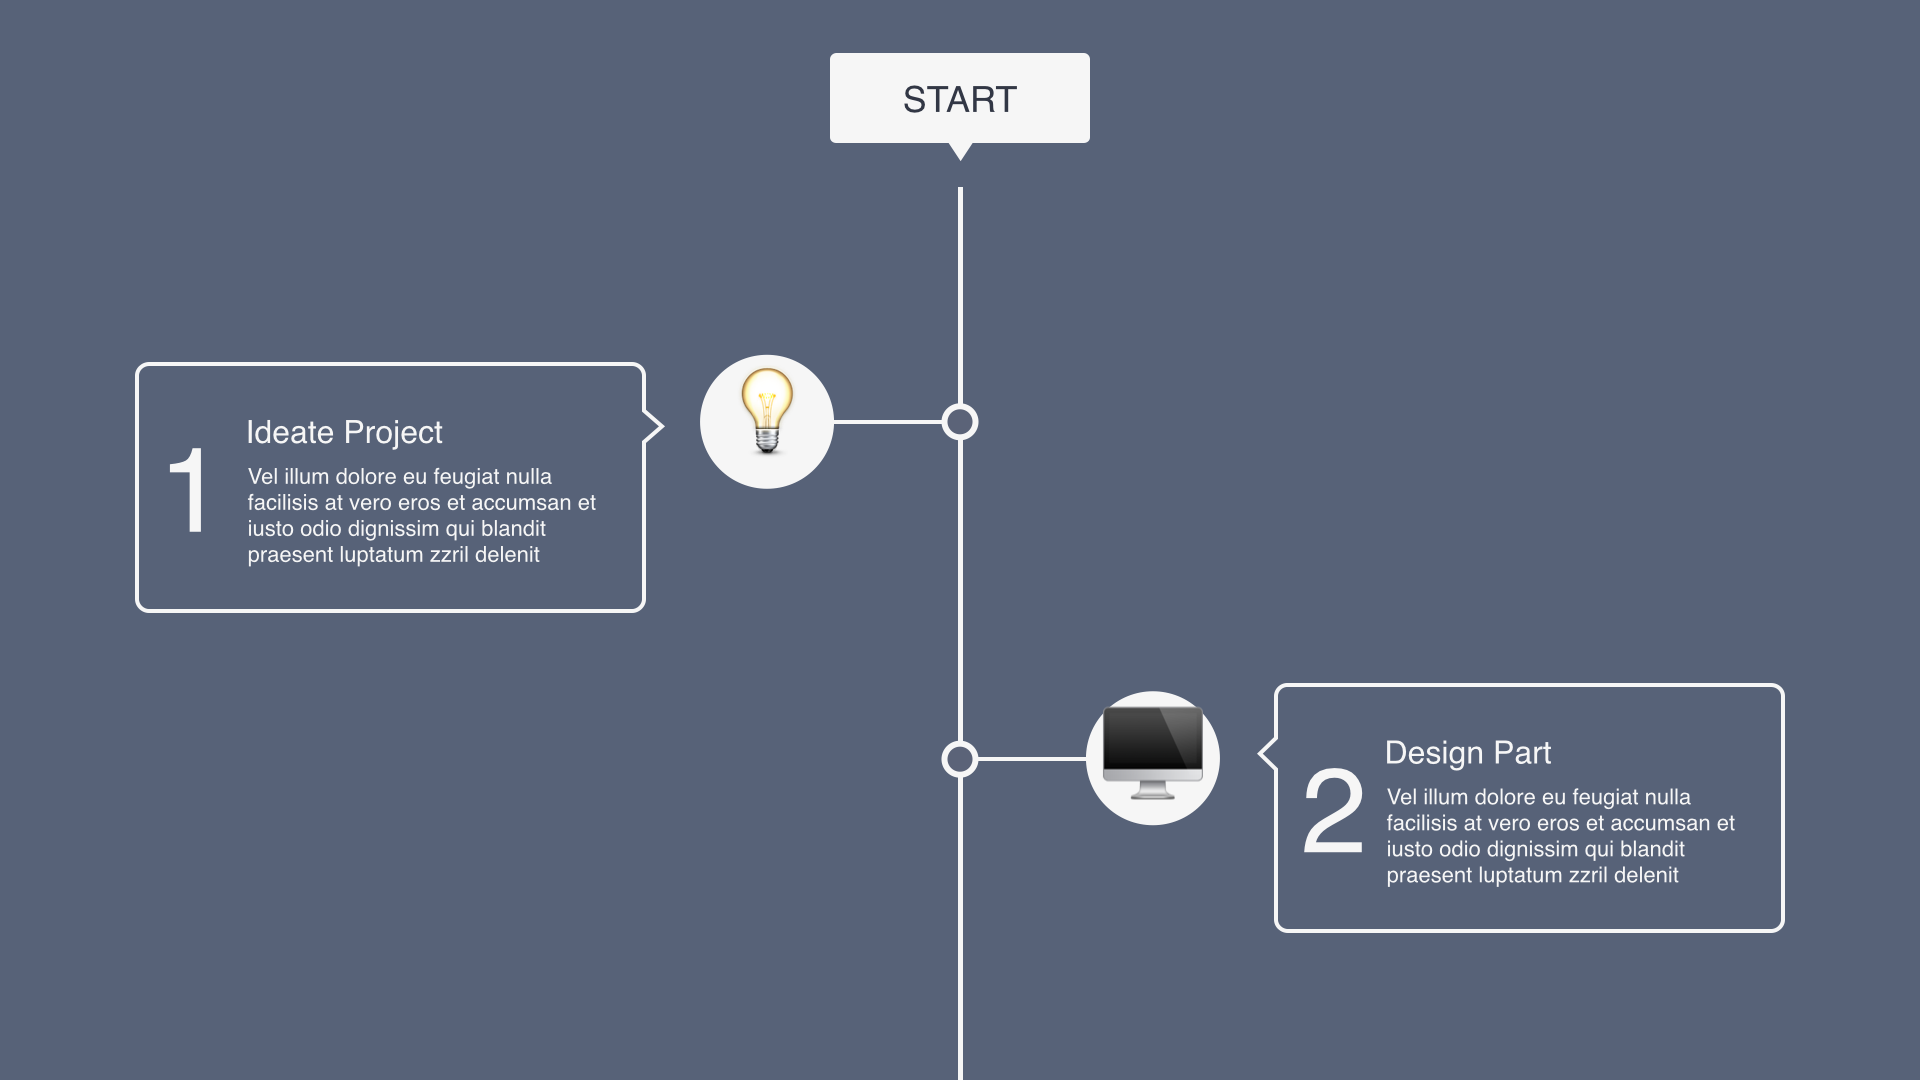 START
1
Ideate Project
Vel illum dolore eu feugiat nulla
facilisis at vero eros et accumsan et
iusto odio dignissim qui blandit
praesent luptatum zzril delenit
2
Design Part
Vel illum dolore eu feugiat nulla
facilisis at vero eros et accumsan et
iusto odio dignissim qui blandit
praesent luptatum zzril delenit